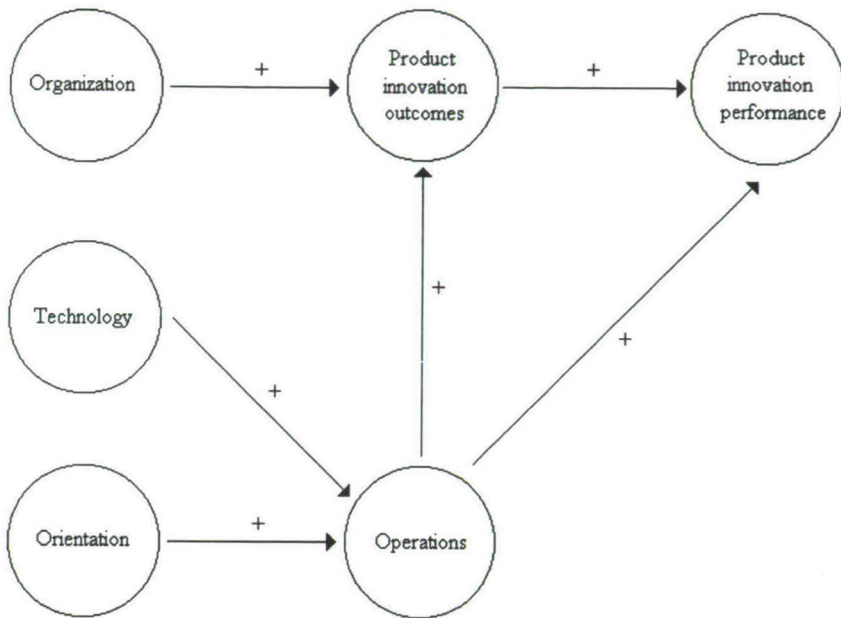 Organization
+
Product
innovation
outcomes
+
Product
innovation
performance
Technology
+
+
+
Orientation
+
Operations